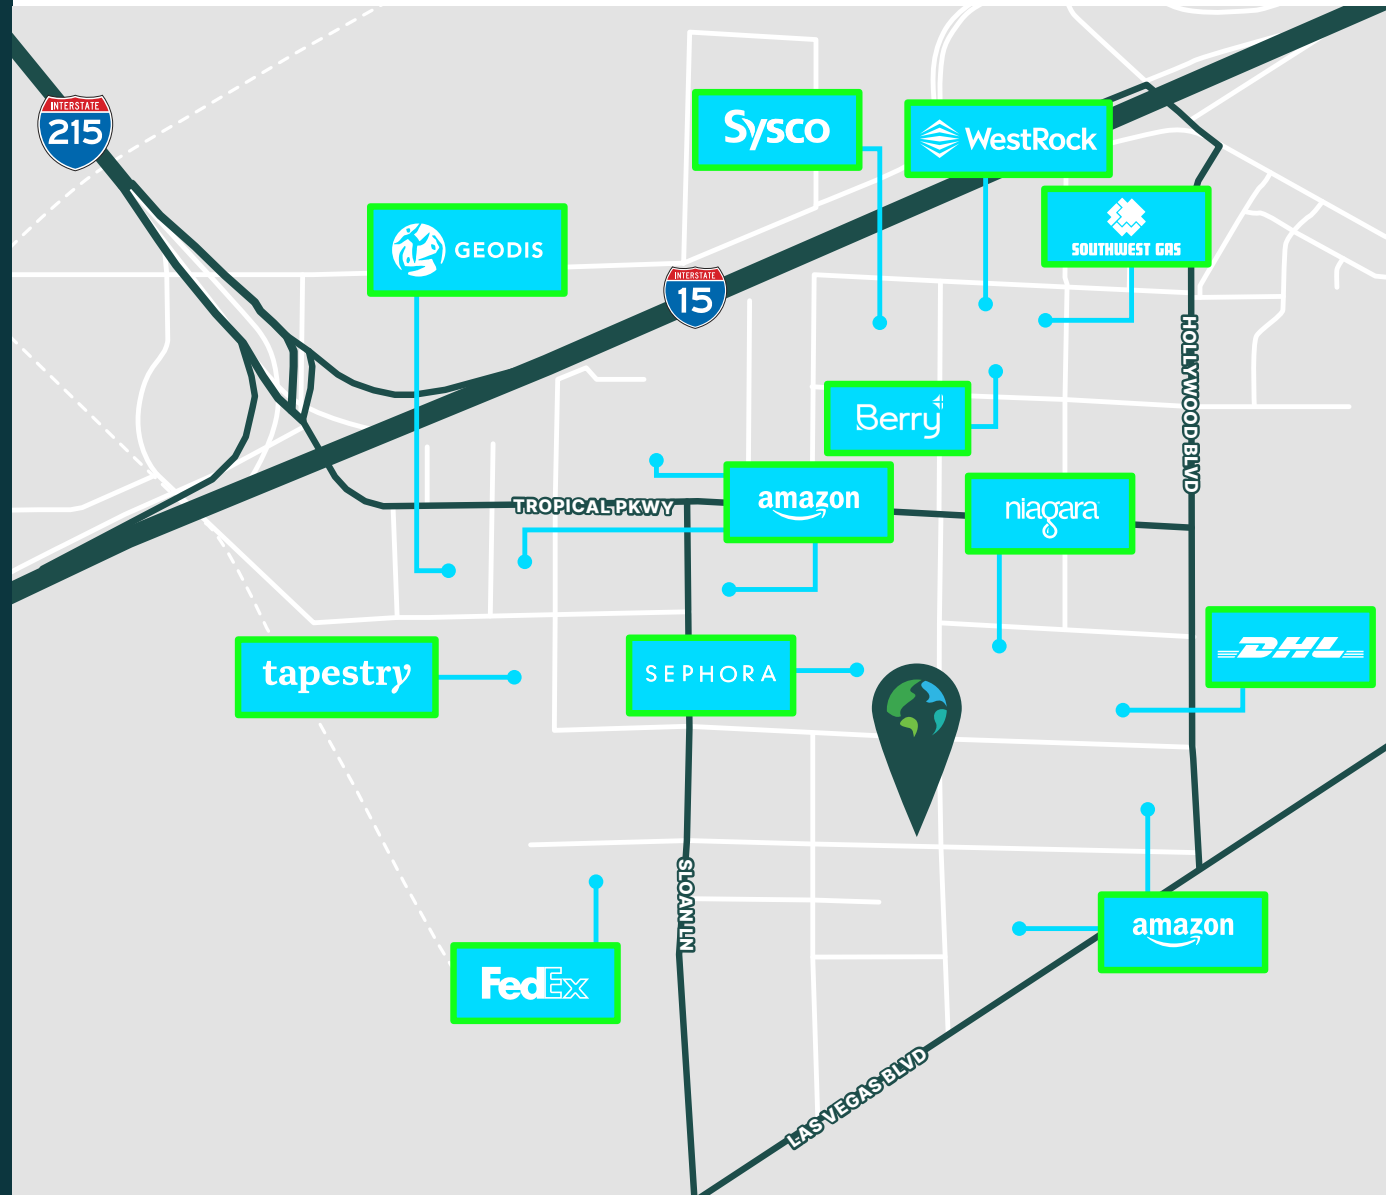 INTERSTATE
215
Sysco
WestRock
SOUTHWEST GAS
GEODIS
INTERSTATE
15
HOLLYWOOD BLVD
Berry
amazon
TROPICAL PKWY
niagara
DHL
tapestry
SEPHORA
SLOAN LN
amazon
FedEx
LAS VEGAS BLVD